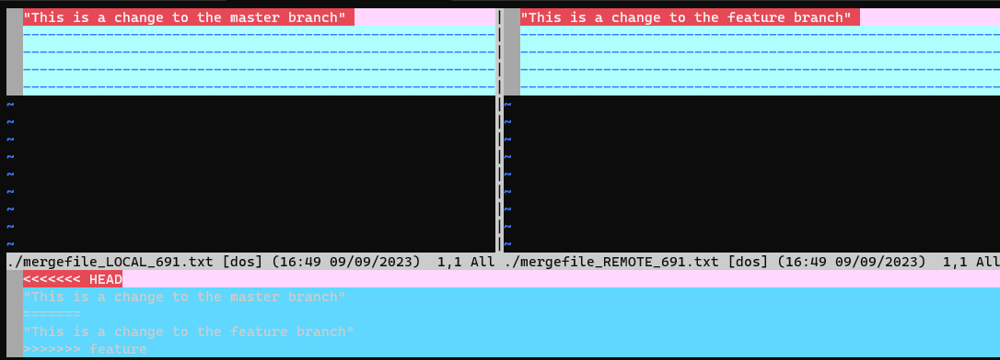 "This is a change to the master branch"
"This is a change to the feature branch"
----------------------------------------------------------
----------------------------------------------------------
----------------------------------------------------------
----------------------------------------------------------
----------------------------------------------------------
----------------------------------------------------------
----------------------------------------------------------
----------------------------------------------------------
~ ~
~ ~
~ ~
~ ~
~ ~
~ ~
~ ~
~ ~
~ ~
./mergefile_LOCAL_691.txt [dos] (16:49 09/09/2023) 1,1 All
./mergefile_REMOTE_691.txt [dos] (16:49 09/09/2023) 1,1 All
<<<<<<< HEAD
"This is a change to the master branch"
=======
"This is a change to the feature branch"
>>>>>>> feature